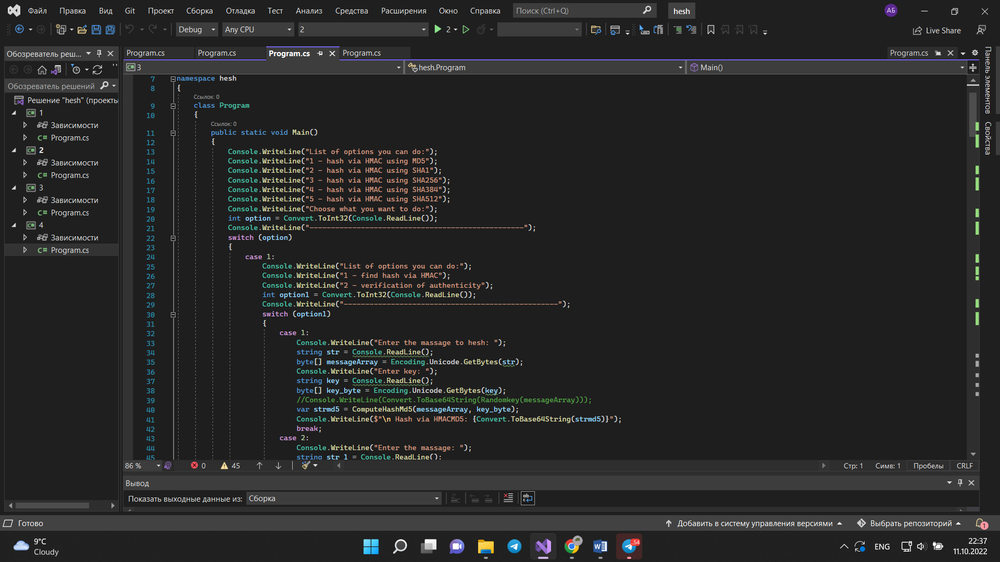 Файл Правка Вид Git Проект Сборка Отладка Тест Анализ Средства Расширения Окно Справка Поиск (Ctrl+Q) hesh АБ
Debug Any CPU 2 2 Live Share
Обозреватель реш...
Program.cs Program.cs Program.cs Program.cs Program.cs
3 hesh.Program Main()
Обозреватель решений
Решение "hesh" (проекты
1
Зависимости
C# Program.cs
2
Зависимости
C# Program.cs
3
Зависимости
C# Program.cs
4
Зависимости
C# Program.cs
7 namespace hesh
8 {
Ссылок: 0
9 class Program
10 {
Ссылок: 0
11 public static void Main()
12 {
13 Console.WriteLine("List of options you can do:");
14 Console.WriteLine("1 - hash via HMAC using MD5");
15 Console.WriteLine("2 - hash via HMAC using SHA1");
16 Console.WriteLine("3 - hash via HMAC using SHA256");
17 Console.WriteLine("4 - hash via HMAC using SHA384");
18 Console.WriteLine("5 - hash via HMAC using SHA512");
19 Console.WriteLine("Choose what you want to do:");
20 int option = Convert.ToInt32(Console.ReadLine());
21 Console.WriteLine("--------------------------------------------------");
22 switch (option)
23 {
24 case 1:
25 Console.WriteLine("List of options you can do:");
26 Console.WriteLine("1 - find hash via HMAC");
27 Console.WriteLine("2 - verification of authenticity");
28 int option1 = Convert.ToInt32(Console.ReadLine());
29 Console.WriteLine("--------------------------------------------------");
30 switch (option1)
31 {
32 case 1:
33 Console.WriteLine("Enter the massage to hesh: ");
34 string str = Console.ReadLine();
35 byte[] messageArray = Encoding.Unicode.GetBytes(str);
36 Console.WriteLine("Enter key: ");
37 string key = Console.ReadLine();
38 byte[] key_byte = Encoding.Unicode.GetBytes(key);
39 //Console.WriteLine(Convert.ToBase64String(Randomkey(messageArray)));
40 var strmd5 = ComputeHashMd5(messageArray, key_byte);
41 Console.WriteLine($"\n Hash via HMACMD5: {Convert.ToBase64String(strmd5)}");
42 break;
43 case 2:
44 Console.WriteLine("Enter the massage: ");
45 string str_1 = Console.ReadLine();
Панель элементов
Свойства
86 % 0 45 Стр: 1 Симв: 1 Пробелы CRLF
Вывод
Показать выходные данные из: Сборка
Готово Добавить в систему управления версиями Выбрать репозиторий 1
9°C
Cloudy
..54
ENG
22:37
11.10.2022